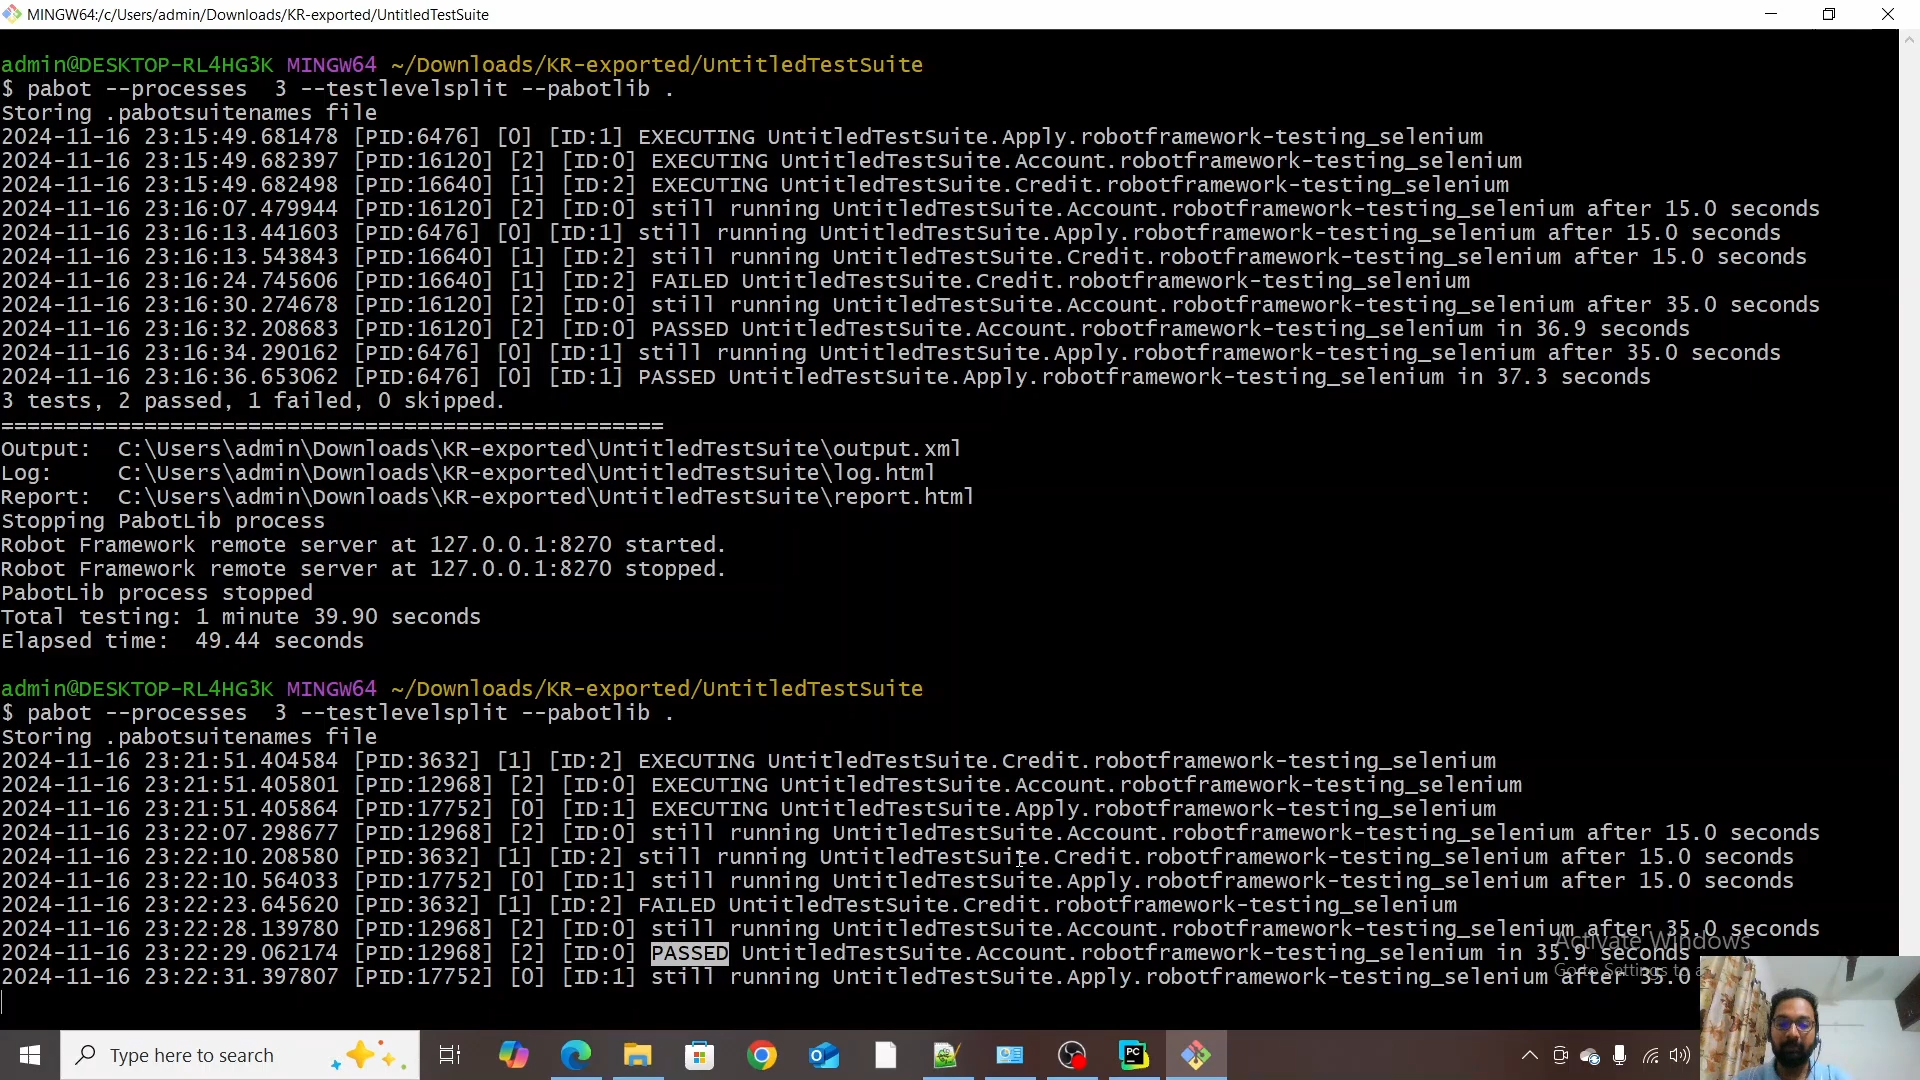 MINGW64:/c/Users/admin/Downloads/KR-exported/UntitledTestSuite
admin@DESKTOP-RL4HG3K MINGW64 ~/Downloads/KR-exported/UntitledTestSuite
$ pabot --processes  3 --testlevelsplit --pabotlib .
Storing .pabotsuitenames file
2024-11-16 23:15:49.681478 [PID:6476] [0] [ID:1] EXECUTING UntitledTestSuite.Apply.robotframework-testing_selenium
2024-11-16 23:15:49.682397 [PID:16120] [2] [ID:0] EXECUTING UntitledTestSuite.Account.robotframework-testing_selenium
2024-11-16 23:15:49.682498 [PID:16640] [1] [ID:2] EXECUTING UntitledTestSuite.Credit.robotframework-testing_selenium
2024-11-16 23:16:07.479944 [PID:16120] [2] [ID:0] still running UntitledTestSuite.Account.robotframework-testing_selenium after 15.0 seconds
2024-11-16 23:16:13.441603 [PID:6476] [0] [ID:1] still running UntitledTestSuite.Apply.robotframework-testing_selenium after 15.0 seconds
2024-11-16 23:16:13.543843 [PID:16640] [1] [ID:2] still running UntitledTestSuite.Credit.robotframework-testing_selenium after 15.0 seconds
2024-11-16 23:16:24.745606 [PID:16640] [1] [ID:2] FAILED UntitledTestSuite.Credit.robotframework-testing_selenium
2024-11-16 23:16:30.274678 [PID:16120] [2] [ID:0] still running UntitledTestSuite.Account.robotframework-testing_selenium after 35.0 seconds
2024-11-16 23:16:32.208683 [PID:16120] [2] [ID:0] PASSED UntitledTestSuite.Account.robotframework-testing_selenium in 36.9 seconds
2024-11-16 23:16:34.290162 [PID:6476] [0] [ID:1] still running UntitledTestSuite.Apply.robotframework-testing_selenium after 35.0 seconds
2024-11-16 23:16:36.653062 [PID:6476] [0] [ID:1] PASSED UntitledTestSuite.Apply.robotframework-testing_selenium in 37.3 seconds
3 tests, 2 passed, 1 failed, 0 skipped.
===================================================
Output:  C:\Users\admin\Downloads\KR-exported\UntitledTestSuite\output.xml
Log:     C:\Users\admin\Downloads\KR-exported\UntitledTestSuite\log.html
Report:  C:\Users\admin\Downloads\KR-exported\UntitledTestSuite\report.html
Stopping PabotLib process
Robot Framework remote server at 127.0.0.1:8270 started.
Robot Framework remote server at 127.0.0.1:8270 stopped.
PabotLib process stopped
Total testing: 1 minute 39.90 seconds
Elapsed time:  49.44 seconds
admin@DESKTOP-RL4HG3K MINGW64 ~/Downloads/KR-exported/UntitledTestSuite
$ pabot --processes  3 --testlevelsplit --pabotlib .
Storing .pabotsuitenames file
2024-11-16 23:21:51.404584 [PID:3632] [1] [ID:2] EXECUTING UntitledTestSuite.Credit.robotframework-testing_selenium
2024-11-16 23:21:51.405801 [PID:12968] [2] [ID:0] EXECUTING UntitledTestSuite.Account.robotframework-testing_selenium
2024-11-16 23:21:51.405864 [PID:17752] [0] [ID:1] EXECUTING UntitledTestSuite.Apply.robotframework-testing_selenium
2024-11-16 23:22:07.298677 [PID:12968] [2] [ID:0] still running UntitledTestSuite.Account.robotframework-testing_selenium after 15.0 seconds
2024-11-16 23:22:10.208580 [PID:3632] [1] [ID:2] still running UntitledTestSuite.Credit.robotframework-testing_selenium after 15.0 seconds
2024-11-16 23:22:10.564033 [PID:17752] [0] [ID:1] still running UntitledTestSuite.Apply.robotframework-testing_selenium after 15.0 seconds
2024-11-16 23:22:23.645620 [PID:3632] [1] [ID:2] FAILED UntitledTestSuite.Credit.robotframework-testing_selenium
2024-11-16 23:22:28.139780 [PID:12968] [2] [ID:0] still running UntitledTestSuite.Account.robotframework-testing_selenium after 35.0 seconds
2024-11-16 23:22:29.062174 [PID:12968] [2] [ID:0] PASSED UntitledTestSuite.Account.robotframework-testing_selenium in 35.9 seconds
2024-11-16 23:22:31.397807 [PID:17752] [0] [ID:1] still running UntitledTestSuite.Apply.robotframework-testing_selenium after 35.0
Activate Windows
Go to Settings to
Type here to search
PC